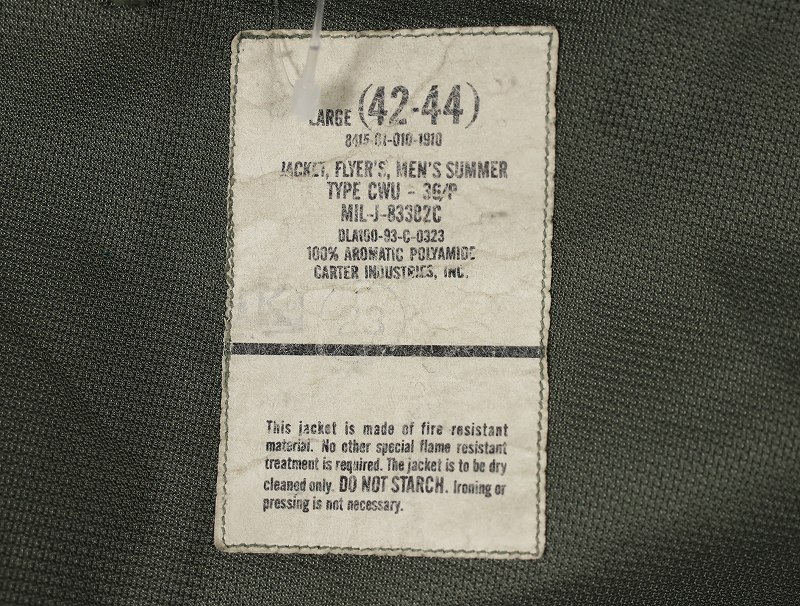 LARGE (42-44)
8415-01-010-1910
JACKET, FLYER'S, MEN'S SUMMER
TYPE CWU - 36/P
MIL-J-83382C
DLA100-93-C-0323
100% AROMATIC POLYAMIDE
CARTER INDUSTRIES, INC.
23
This jacket is made of fire resistant
material. No other special flame resistant
treatment is required. The jacket is to be dry
cleaned only. DO NOT STARCH. Ironing or
pressing is not necessary.